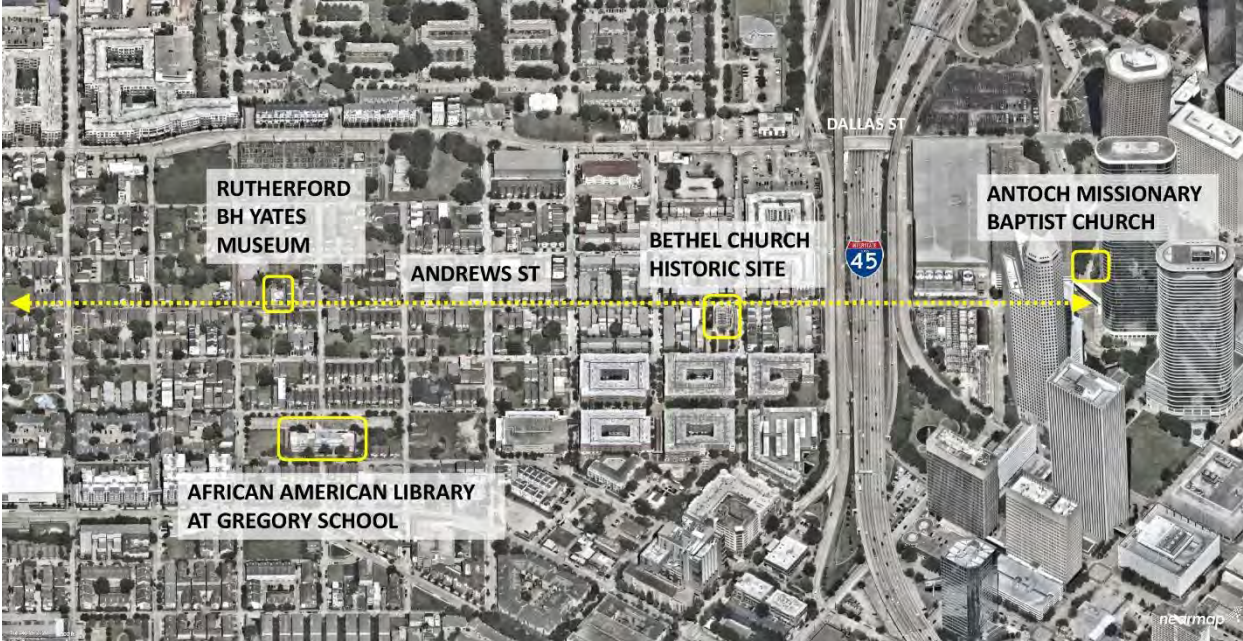 DALLAS ST
RUTHERFORD
BH YATES
MUSEUM
ANTOCH MISSIONARY
BAPTIST CHURCH
BETHEL CHURCH
HISTORIC SITE
INTERSTATE
45
ANDREWS ST
AFRICAN AMERICAN LIBRARY
AT GREGORY SCHOOL
nearmap